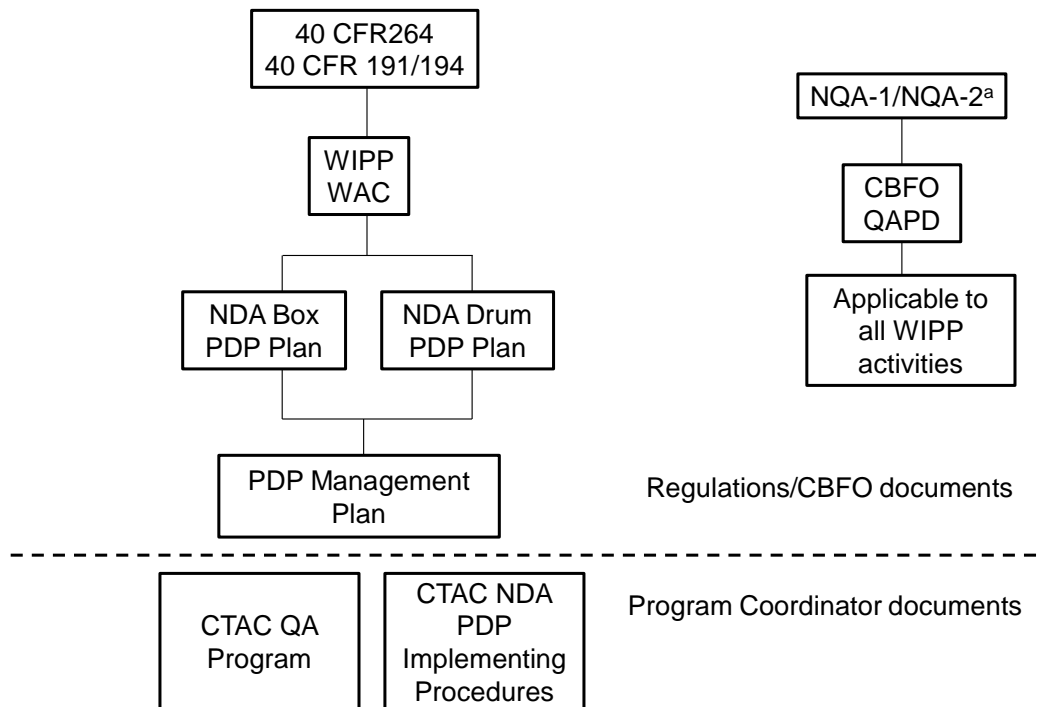 40 CFR264
40 CFR 191/194
NQA-1/NQA-2ᵃ
WIPP
WAC
CBFO
QAPD
NDA Box
PDP Plan
NDA Drum
PDP Plan
Applicable to
all WIPP
activities
PDP Management
Plan
Regulations/CBFO documents
CTAC QA
Program
CTAC NDA
PDP
Implementing
Procedures
Program Coordinator documents